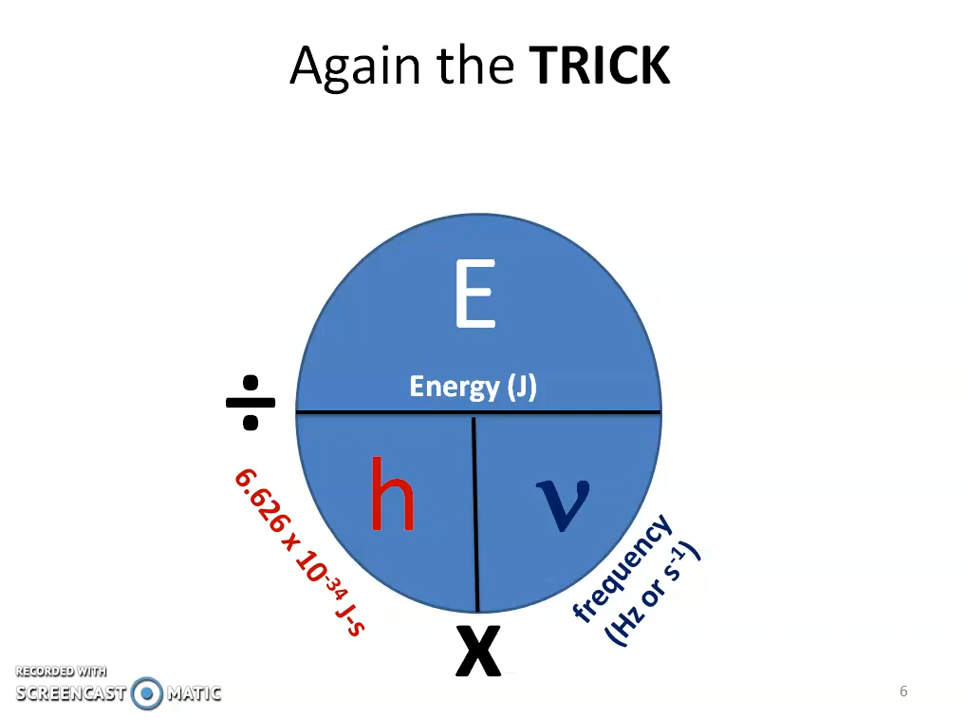 Again the TRICK
E
Energy (J)
÷
h
ν
6.626 x 10⁻³⁴ J-s
frequency
(Hz or s⁻¹)
X
RECORDED WITH
SCREENCAST MATIC
6